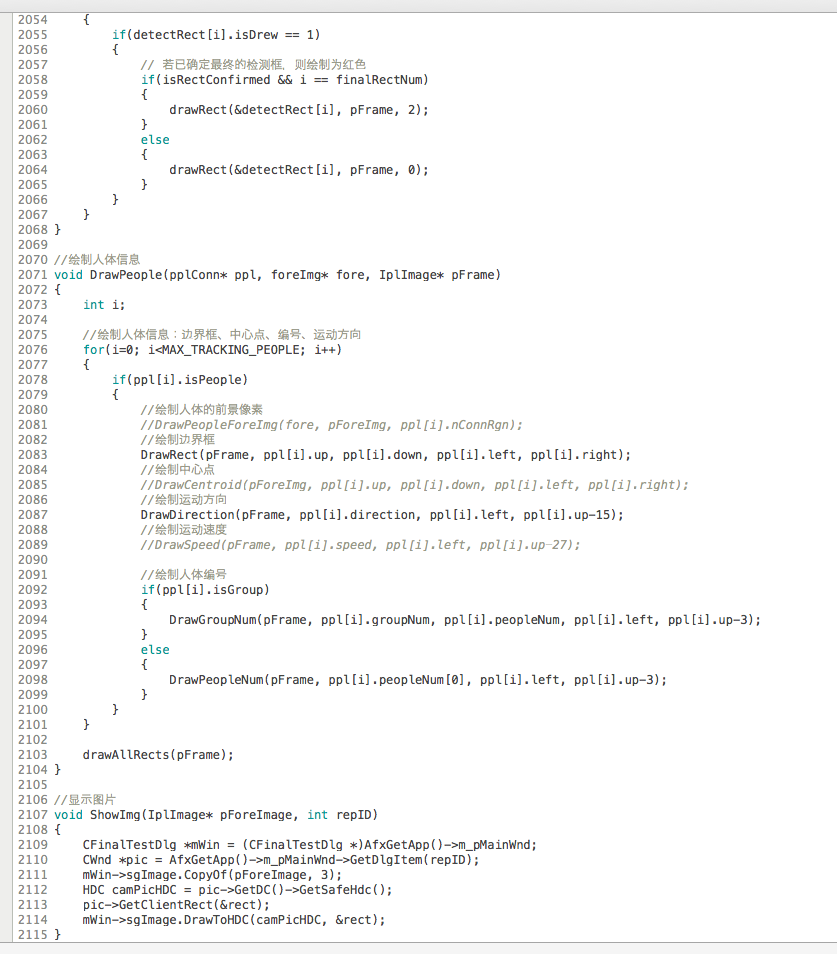 2054     {
2055         if(detectRect[i].isDrew == 1)
2056         {
2057             // 若已确定最终的检测框，则绘制为红色
2058             if(isRectConfirmed && i == finalRectNum)
2059             {
2060                 drawRect(&detectRect[i], pFrame, 2);
2061             }
2062             else
2063             {
2064                 drawRect(&detectRect[i], pFrame, 0);
2065             }
2066         }
2067     }
2068 }
2069
2070 //绘制人体信息
2071 void DrawPeople(pplConn* ppl, foreImg* fore, IplImage* pFrame)
2072 {
2073     int i;
2074
2075     //绘制人体信息：边界框、中心点、编号、运动方向
2076     for(i=0; i<MAX_TRACKING_PEOPLE; i++)
2077     {
2078         if(ppl[i].isPeople)
2079         {
2080             //绘制人体的前景像素
2081             //DrawPeopleForeImg(fore, pForeImg, ppl[i].nConnRgn);
2082             //绘制边界框
2083             DrawRect(pFrame, ppl[i].up, ppl[i].down, ppl[i].left, ppl[i].right);
2084             //绘制中心点
2085             //DrawCentroid(pForeImg, ppl[i].up, ppl[i].down, ppl[i].left, ppl[i].right);
2086             //绘制运动方向
2087             DrawDirection(pFrame, ppl[i].direction, ppl[i].left, ppl[i].up-15);
2088             //绘制运动速度
2089             //DrawSpeed(pFrame, ppl[i].speed, ppl[i].left, ppl[i].up-27);
2090
2091             //绘制人体编号
2092             if(ppl[i].isGroup)
2093             {
2094                 DrawGroupNum(pFrame, ppl[i].groupNum, ppl[i].peopleNum, ppl[i].left, ppl[i].up-3);
2095             }
2096             else
2097             {
2098                 DrawPeopleNum(pFrame, ppl[i].peopleNum[0], ppl[i].left, ppl[i].up-3);
2099             }
2100         }
2101     }
2102
2103     drawAllRects(pFrame);
2104 }
2105
2106 //显示图片
2107 void ShowImg(IplImage* pForeImage, int repID)
2108 {
2109     CFinalTestDlg *mWin = (CFinalTestDlg *)AfxGetApp()->m_pMainWnd;
2110     CWnd *pic = AfxGetApp()->m_pMainWnd->GetDlgItem(repID);
2111     mWin->sgImage.CopyOf(pForeImage, 3);
2112     HDC camPicHDC = pic->GetDC()->GetSafeHdc();
2113     pic->GetClientRect(&rect);
2114     mWin->sgImage.DrawToHDC(camPicHDC, &rect);
2115 }